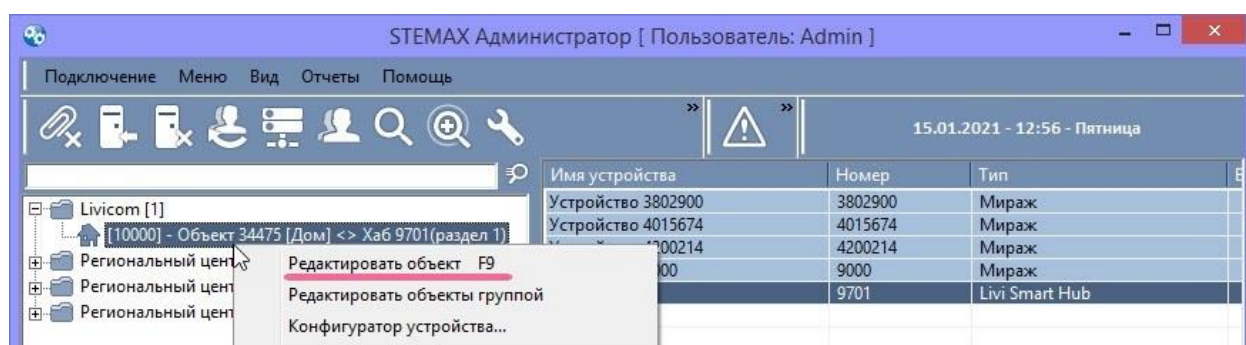 STEMAX Администратор [ Пользователь: Admin ]
Подключение Меню Вид Отчеты Помощь
15.01.2021 - 12:56 - Пятница
Имя устройства Номер Тип
Устройство 3802900 3802900 Мираж
Устройство 4015674 4015674 Мираж
4200214 4200214 Мираж
9000 Мираж
9701 Livi Smart Hub
Livicom [1]
[10000] - Объект 34475 [Дом] <> Хаб 9701(раздел 1)
Региональный цент
Региональный цент
Региональный цент
Редактировать объект F9
Редактировать объекты группой
Конфигуратор устройства...